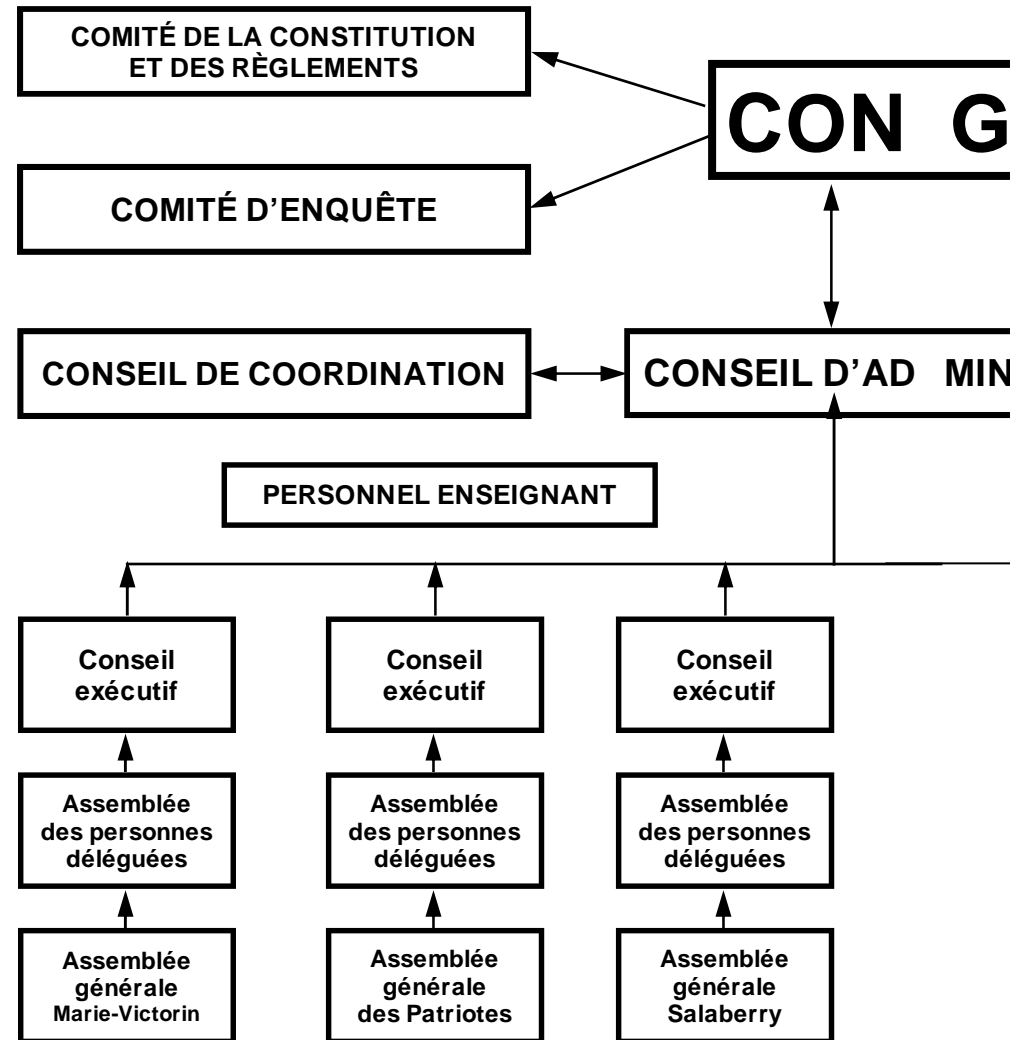 COMITÉ DE LA CONSTITUTION
ET DES RÈGLEMENTS
CON G
COMITÉ D’ENQUÊTE
CONSEIL DE COORDINATION
CONSEIL D’AD MIN
PERSONNEL ENSEIGNANT
Conseil
exécutif
Conseil
exécutif
Conseil
exécutif
Assemblée
des personnes
déléguées
Assemblée
des personnes
déléguées
Assemblée
des personnes
déléguées
Assemblée
générale
Marie-Victorin
Assemblée
générale
des Patriotes
Assemblée
générale
Salaberry